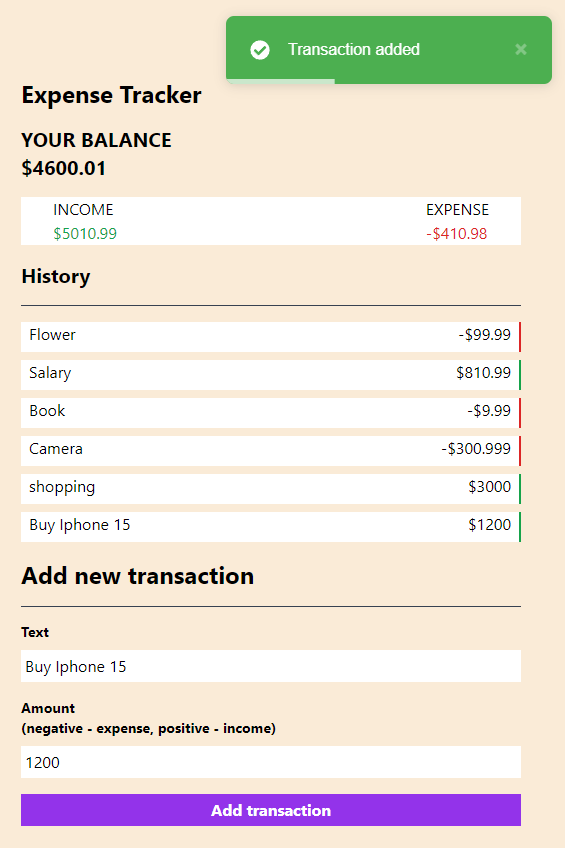 Transaction added
×
Expense Tracker
YOUR BALANCE
$4600.01
INCOME EXPENSE
$5010.99 -$410.98
History
Flower -$99.99
Salary $810.99
Book -$9.99
Camera -$300.999
shopping $3000
Buy Iphone 15 $1200
Add new transaction
Text
Buy Iphone 15
Amount
(negative - expense, positive - income)
1200
Add transaction